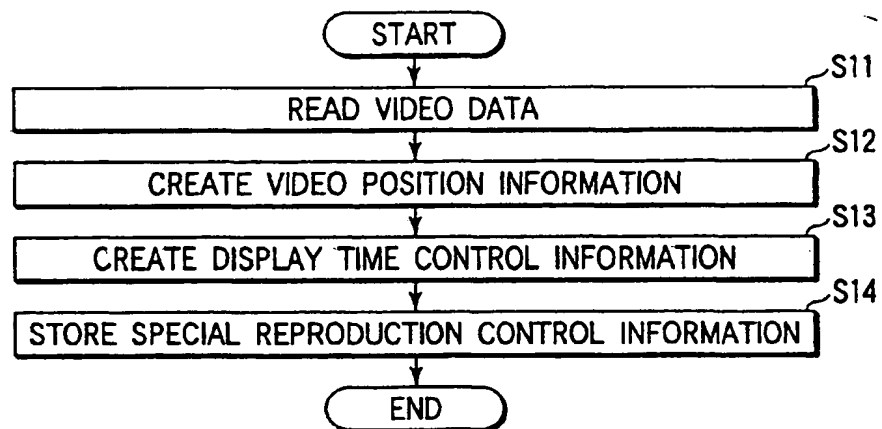 START
S11
READ VIDEO DATA
S12
CREATE VIDEO POSITION INFORMATION
S13
CREATE DISPLAY TIME CONTROL INFORMATION
S14
STORE SPECIAL REPRODUCTION CONTROL INFORMATION
END